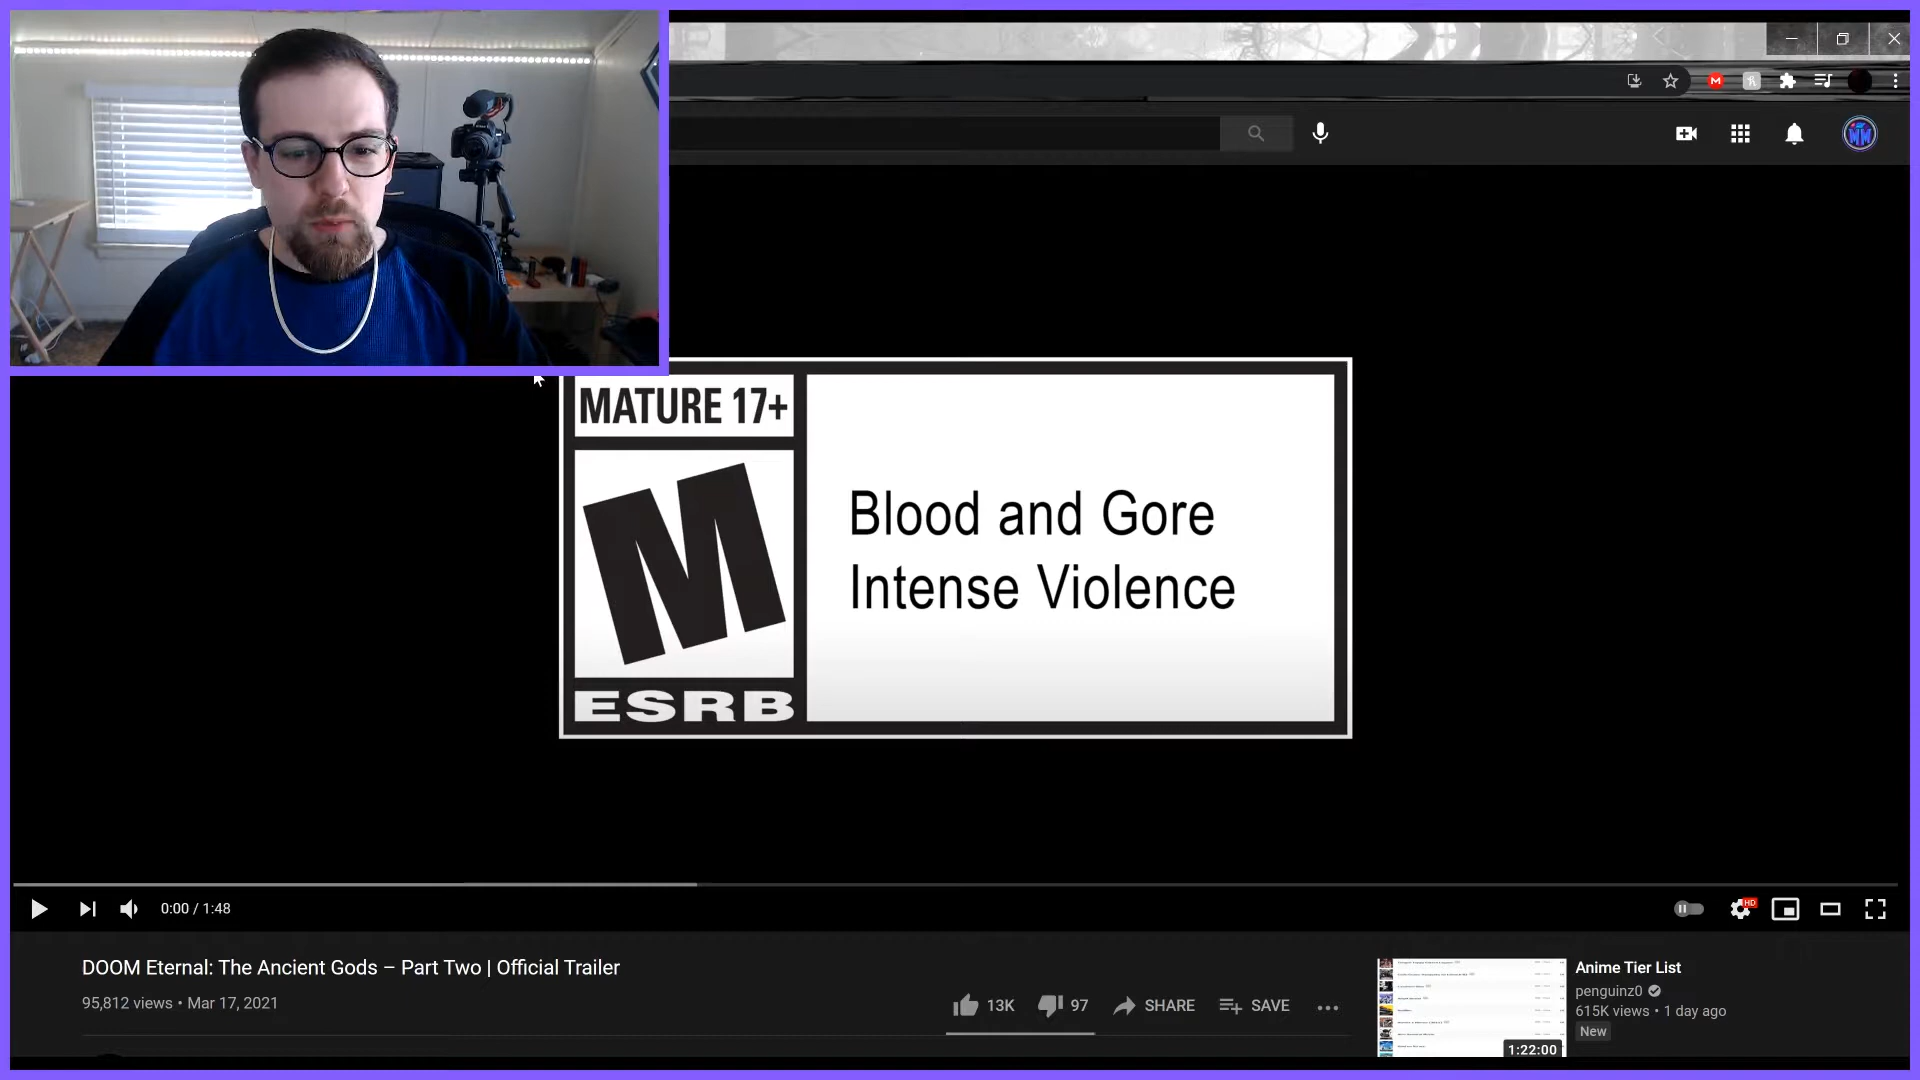 MATURE 17+
M
ESRB
Blood and Gore
Intense Violence
0:00 / 1:48
HD
DOOM Eternal: The Ancient Gods – Part Two | Official Trailer
95,812 views • Mar 17, 2021
13K
97
SHARE
SAVE
Anime Tier List
penguinz0
615K views • 1 day ago
New
1:22:00